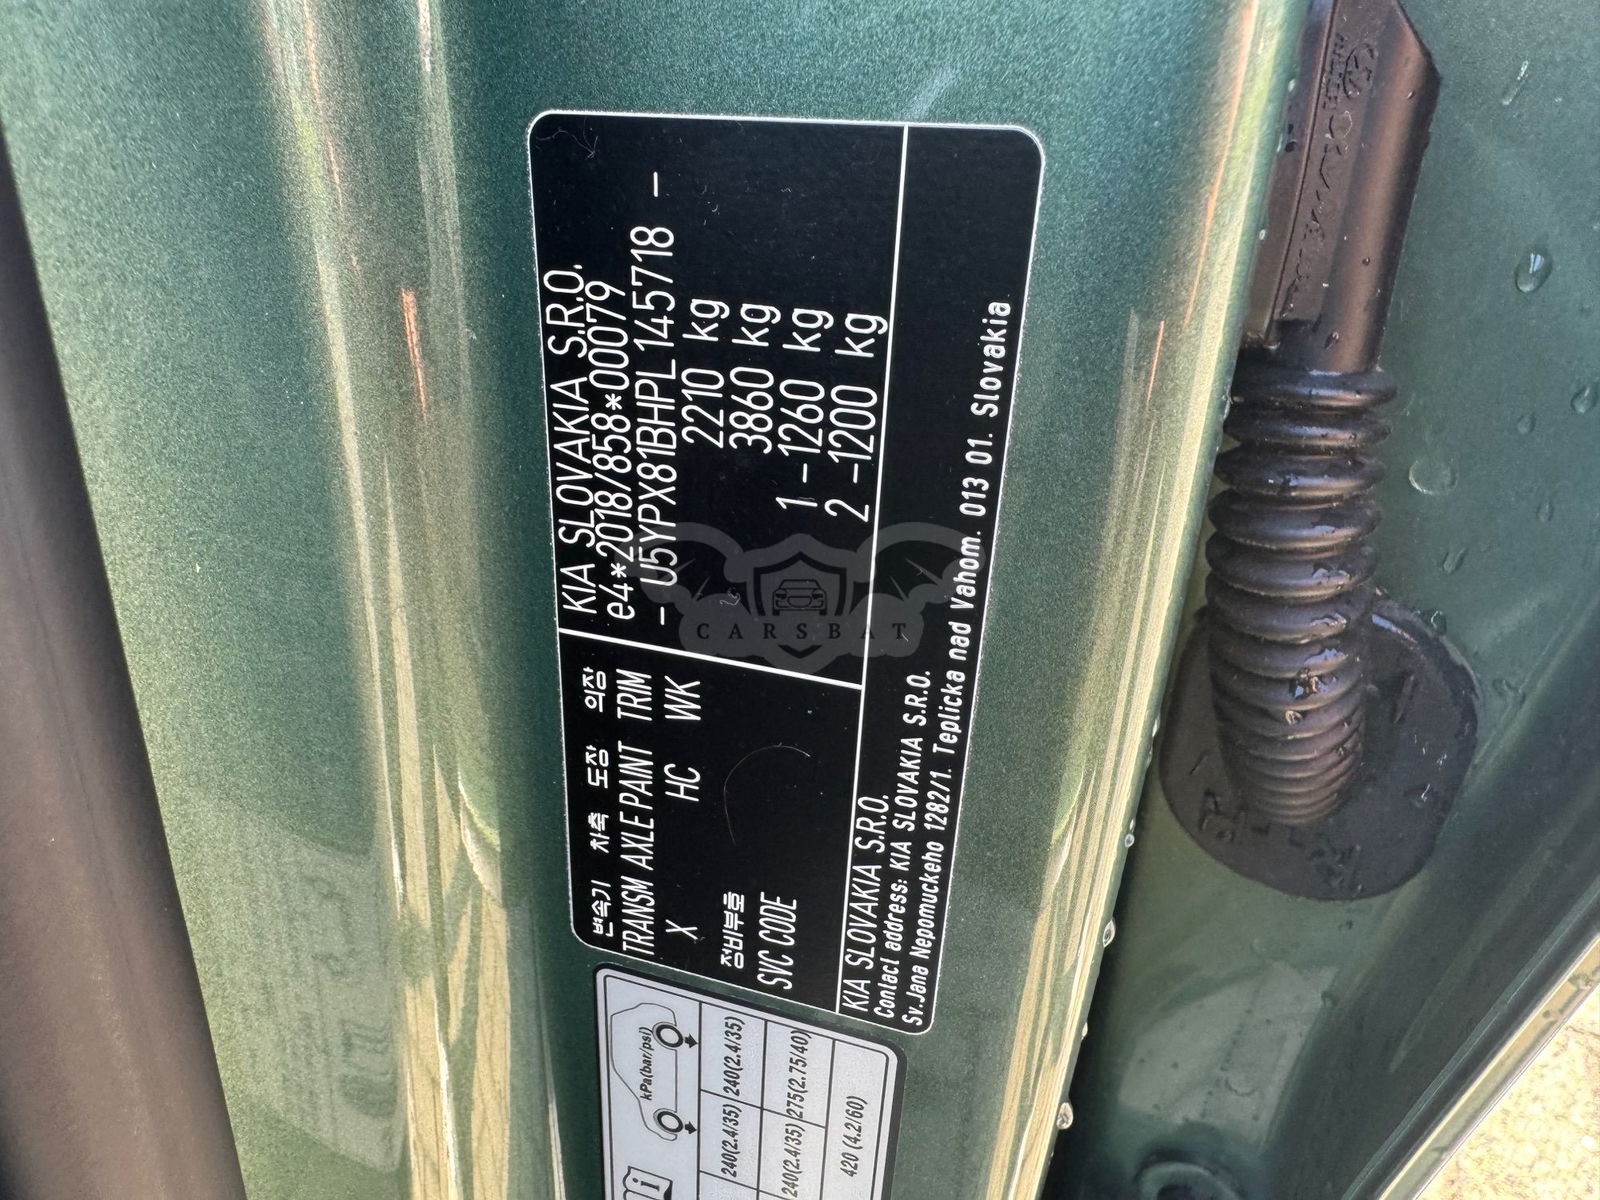 KIA SLOVAKIA S.R.O.
e4*2018/858*00079
- U5YPX81BHPL145718 -
2210 kg
3860 kg
1 -1260 kg
2 -1200 kg
변속기 차축 도장 의장
TRANSM AXLE PAINT TRIM
X HC WK
정비부호
SVC CODE
KIA SLOVAKIA S.R.O.
Contact address: KIA SLOVAKIA S.R.O.
Sv.Jana Nepomuckeho 1282/1. Teplicka nad Vahom. 013 01. Slovakia
kPa(bar/psi)
240(2.4/35) 240(2.4/35)
240(2.4/35) 275(2.75/40)
420 (4.2/60)
CARSBAT